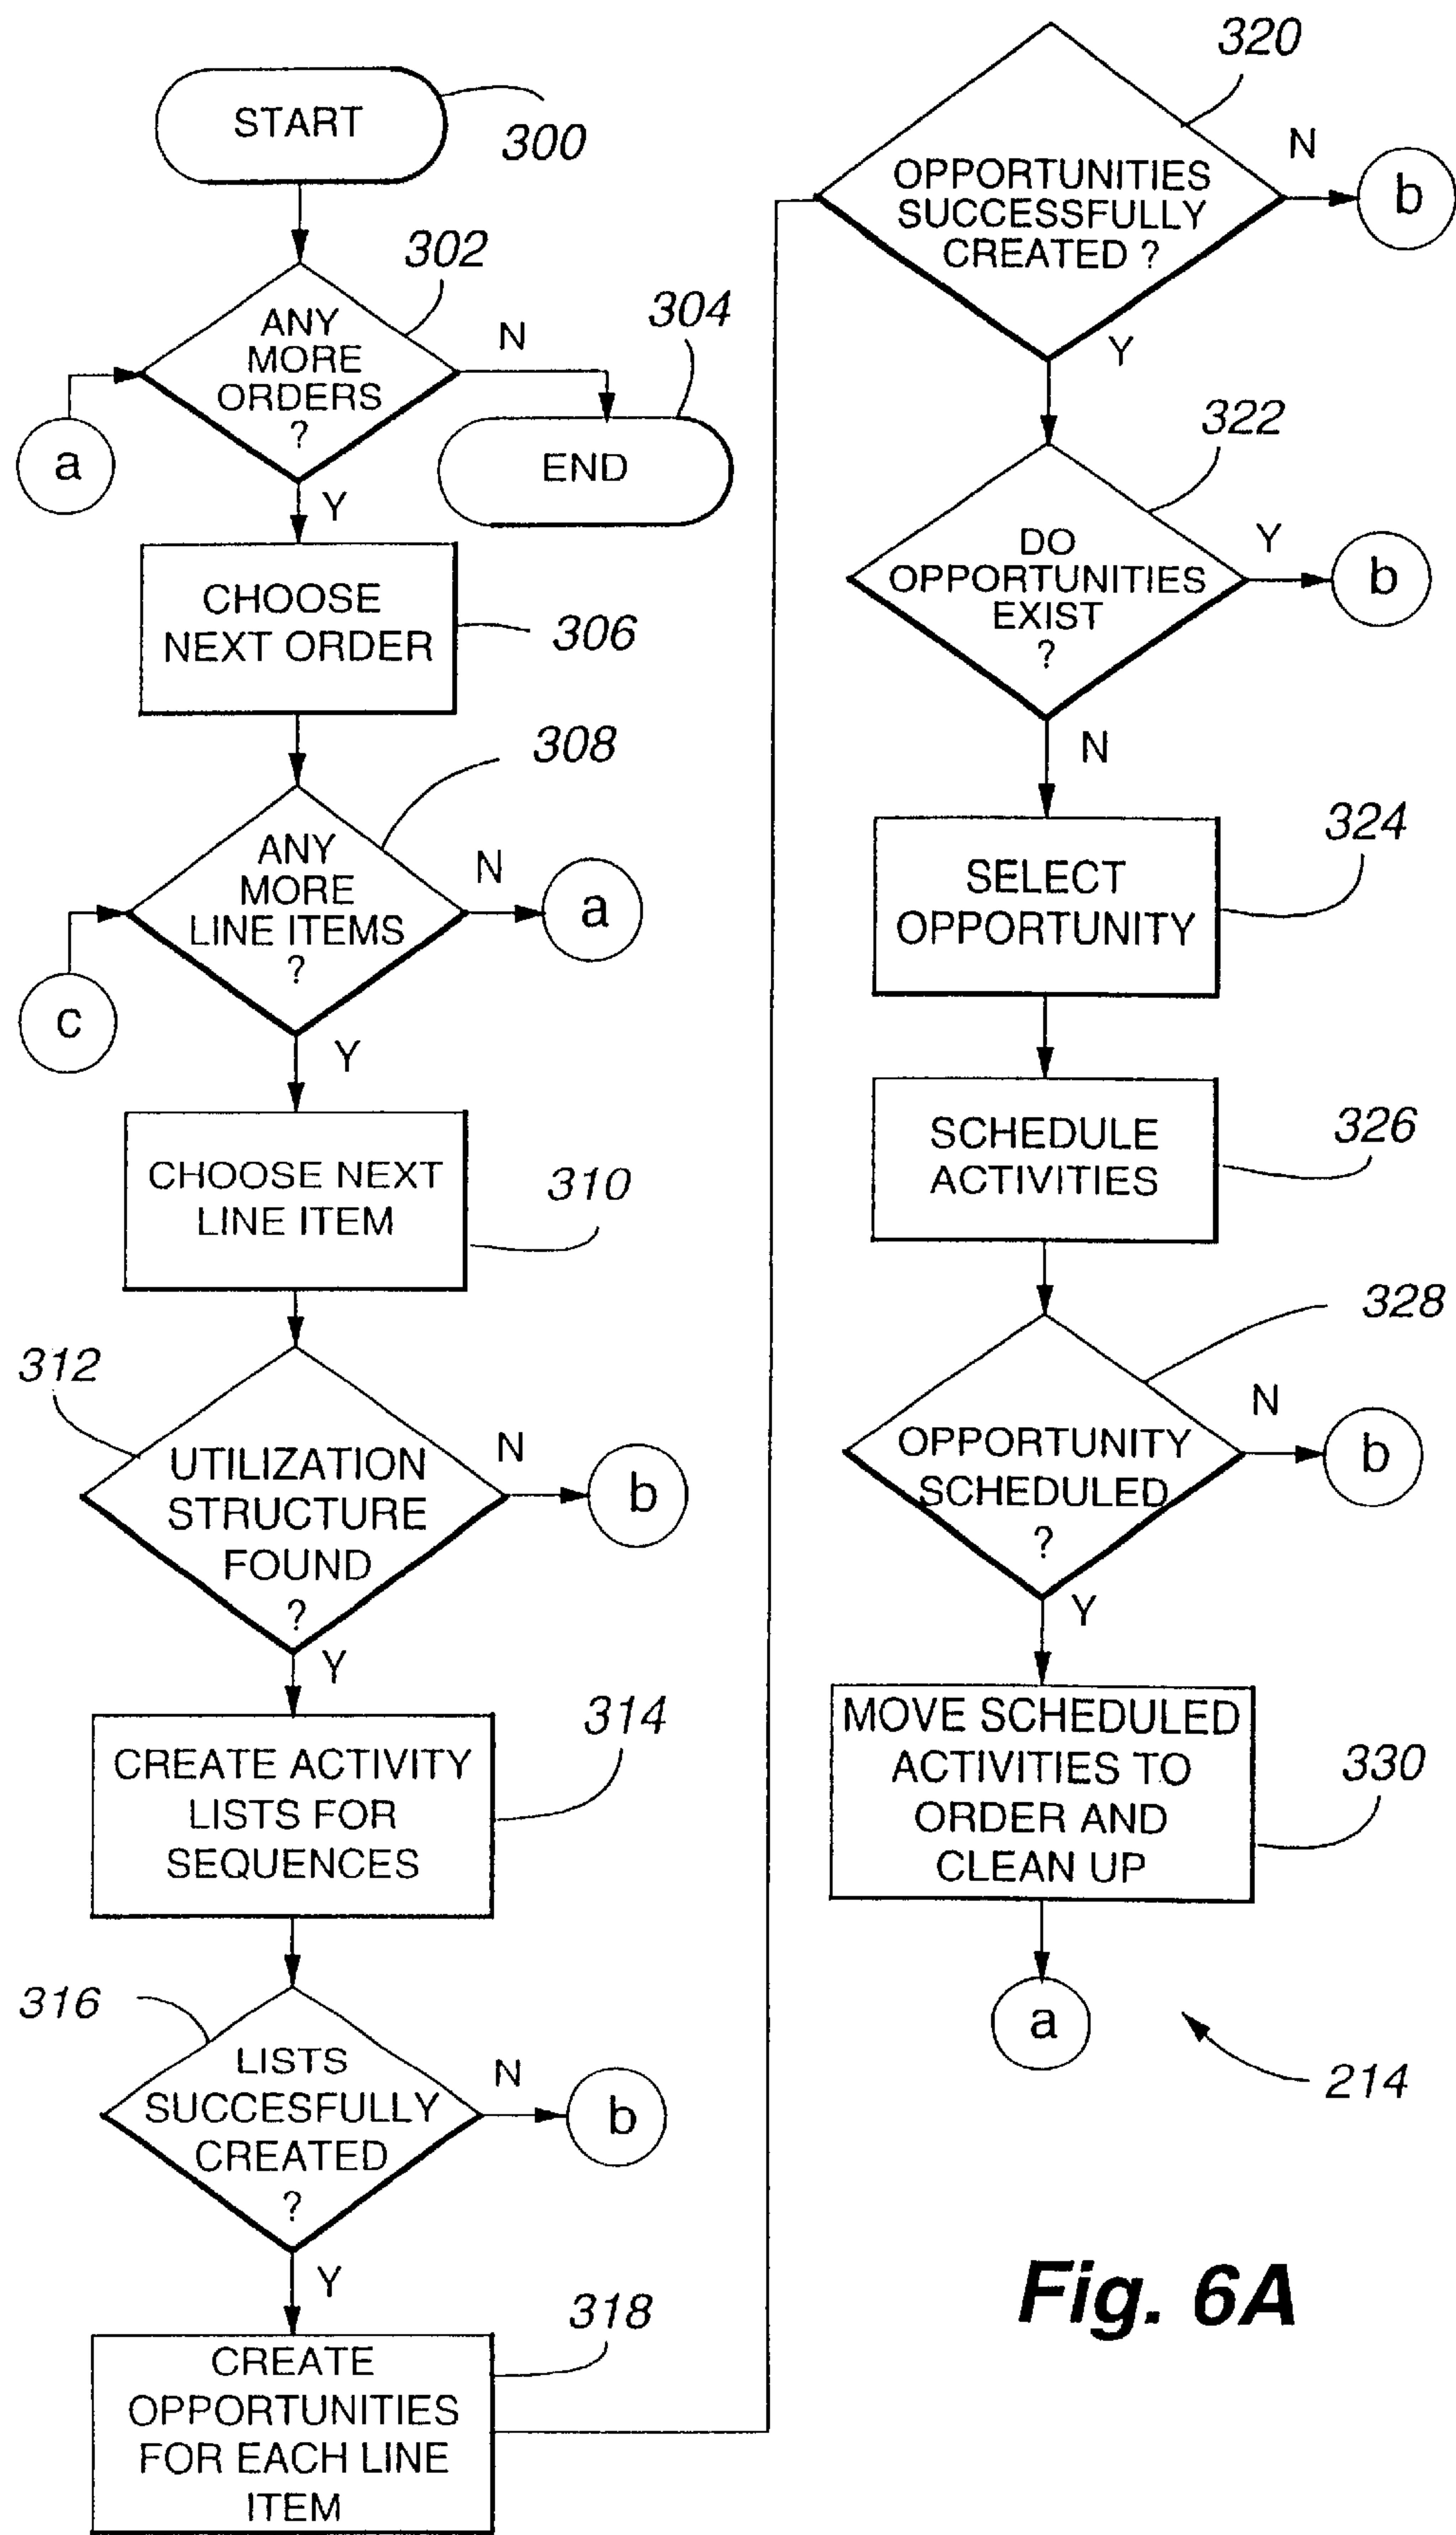 START
300
302
ANY
MORE
ORDERS
?
N
304
END
a
Y
CHOOSE
NEXT ORDER
306
308
ANY
MORE
LINE ITEMS
?
N
a
c
Y
CHOOSE NEXT
LINE ITEM
310
312
UTILIZATION
STRUCTURE
FOUND
?
N
b
Y
CREATE ACTIVITY
LISTS FOR
SEQUENCES
314
316
LISTS
SUCCESFULLY
CREATED
?
N
b
Y
CREATE
OPPORTUNITIES
FOR EACH LINE
ITEM
318
320
OPPORTUNITIES
SUCCESSFULLY
CREATED ?
N
b
Y
322
DO
OPPORTUNITIES
EXIST
?
Y
b
N
SELECT
OPPORTUNITY
324
SCHEDULE
ACTIVITIES
326
328
OPPORTUNITY
SCHEDULED
?
N
b
Y
MOVE SCHEDULED
ACTIVITIES TO
ORDER AND
CLEAN UP
330
a
214
Fig. 6A